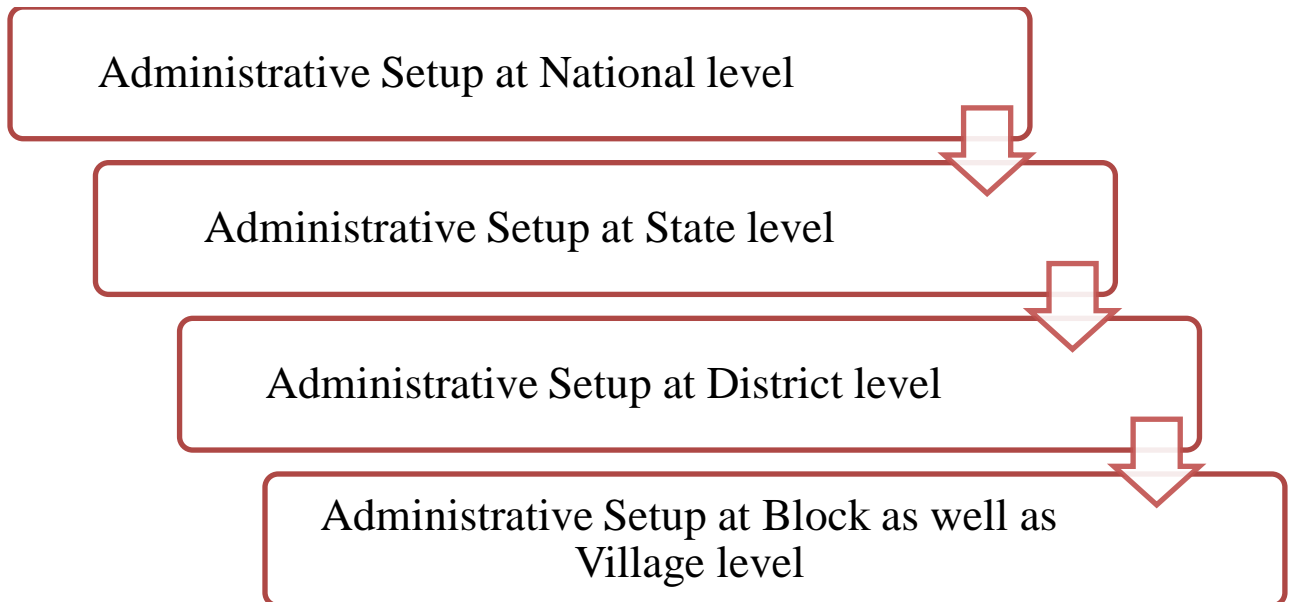 Administrative Setup at National level
Administrative Setup at State level
Administrative Setup at District level
Administrative Setup at Block as well as
Village level